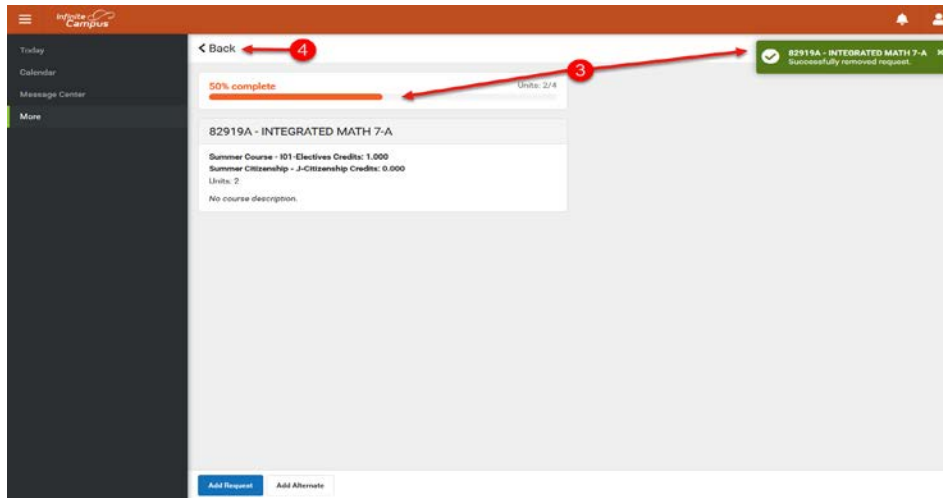 Infinite Campus
Today
Calendar
Message Center
More
Back
4
3
82919A - INTEGRATED MATH 7-A
Successfully removed request.
50% complete
Units: 2/4
82919A - INTEGRATED MATH 7-A
Summer Course - I01-Electives Credits: 1.000
Summer Citizenship - J-Citizenship Credits: 0.000
Units: 2
No course description.
Add Request
Add Alternate